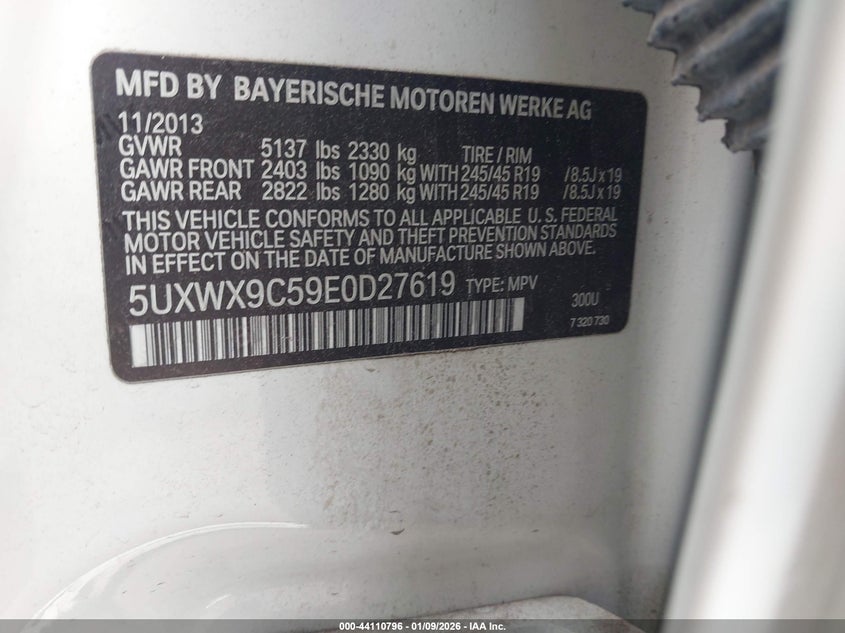 MFD BY BAYERISCHE MOTOREN WERKE AG
11/2013
GVWR 5137 lbs 2330 kg TIRE / RIM
GAWR FRONT 2403 lbs 1090 kg WITH 245/45 R19 /8.5J x 19
GAWR REAR 2822 lbs 1280 kg WITH 245/45 R19 /8.5J x 19
THIS VEHICLE CONFORMS TO ALL APPLICABLE U. S. FEDERAL
MOTOR VEHICLE SAFETY AND THEFT PREVENTION STANDARDS
IN EFFECT ON THE DATE OF MANUFACTURE SHOWN ABOVE.
5UXWX9C59E0D27619 TYPE: MPV 300U
7 320 730
000-44110796 - 01/09/2026 - IAA Inc.